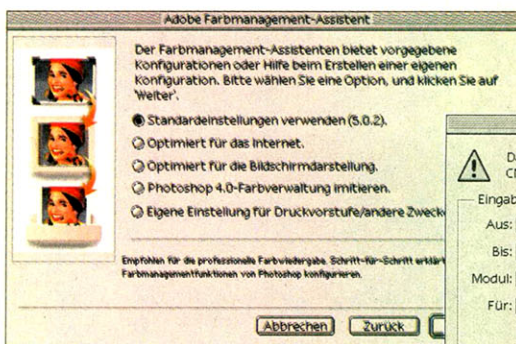 Adobe Farbmanagement-Assistent
Der Farbmanagement-Assistenten bietet vorgegebene
Konfigurationen oder Hilfe beim Erstellen einer eigenen
Konfiguration. Bitte wählen Sie eine Option, und klicken Sie auf
'Weiter'.
Standardeinstellungen verwenden (5.0.2).
Optimiert für das Internet.
Optimiert für die Bildschirmdarstellung.
Photoshop 4.0-Farbverwaltung imitieren.
Eigene Einstellung für Druckvorstufe/andere Zweck
Empfohlen für die professionelle Farbwiedergabe. Schritt-für-Schritt erklärt
Farbmanagementfunktionen von Photoshop konfigurieren.
Abbrechen
Zurück
Eingab
Aus:
Bis:
Modul:
Für: